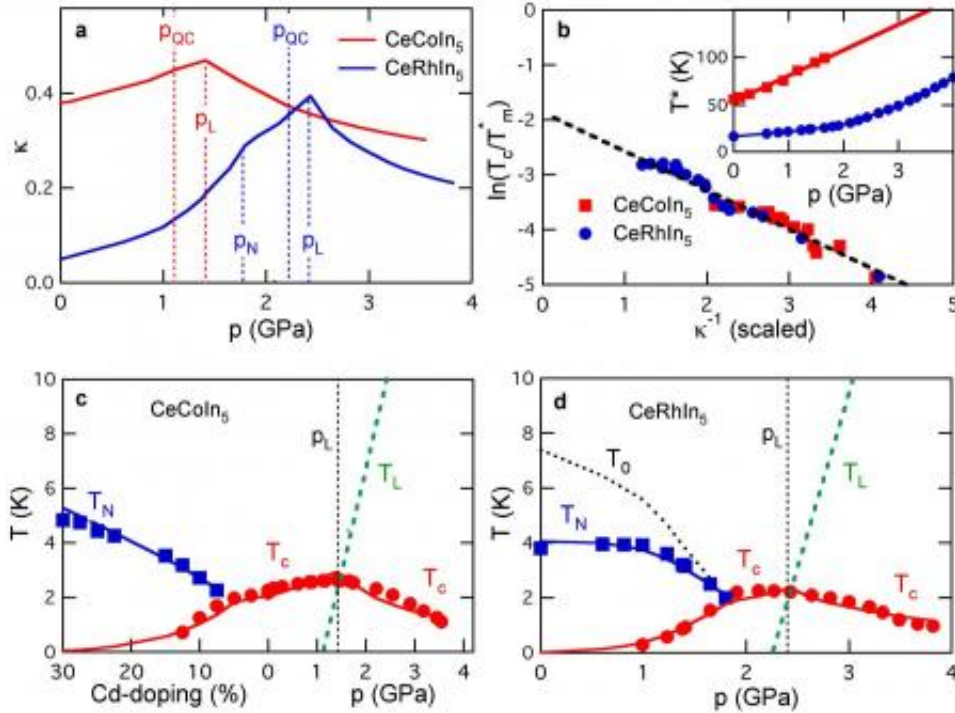 a
p_QC
p_QC
CeCoIn₅
CeRhIn₅
p_L
p_N
p_L
κ
0.4
0.2
0.0
0 1 2 3 4
p (GPa)
b
0
-1
-2
-3
-4
-5
ln(T_c/T*_m)
T* (K)
100
50
0
0 1 2 3
p (GPa)
CeCoIn₅
CeRhIn₅
0 1 2 3 4 5
κ⁻¹ (scaled)
c
CeCoIn₅
p_L
T_L
T_N
T_c
T_c
T (K)
10
8
6
4
2
0
30 20 10 0 1 2 3 4
Cd-doping (%) p (GPa)
d
CeRhIn₅
p_L
T_0
T_L
T_N
T_c
T_c
T (K)
10
8
6
4
2
0
0 1 2 3 4
p (GPa)